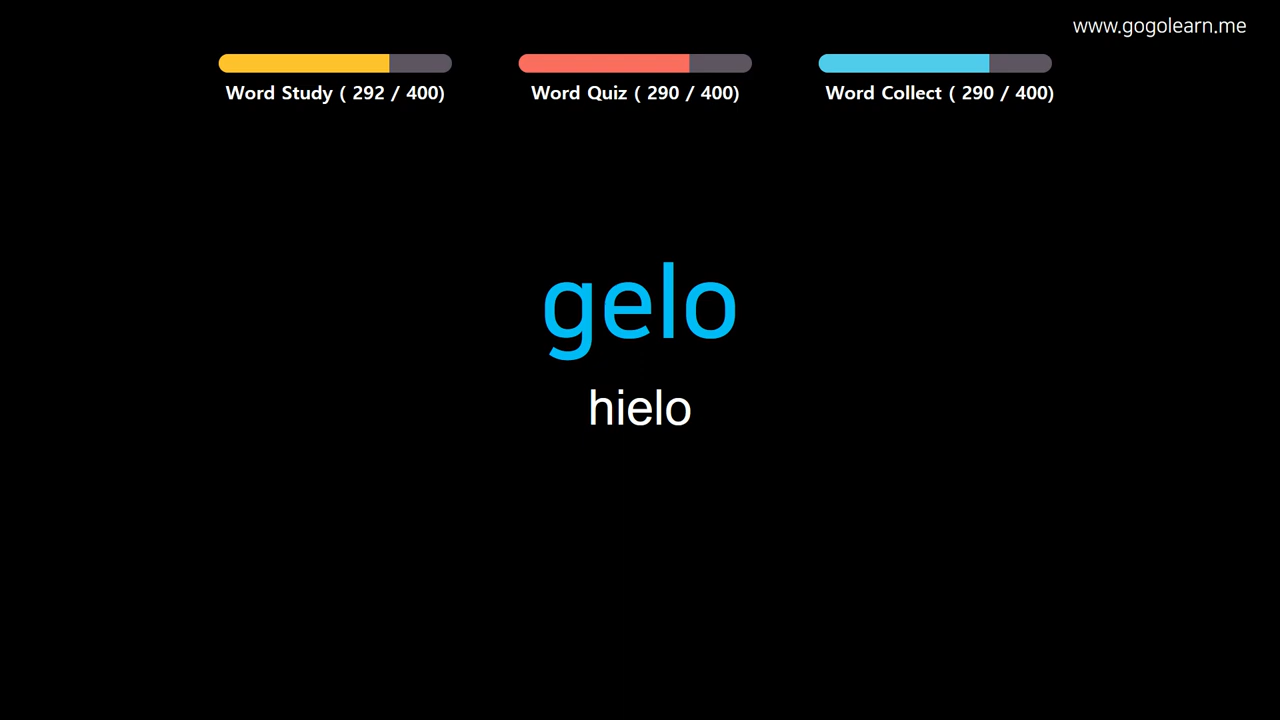 www.gogolearn.me
Word Study ( 292 / 400)
Word Quiz ( 290 / 400)
Word Collect ( 290 / 400)
gelo
hielo